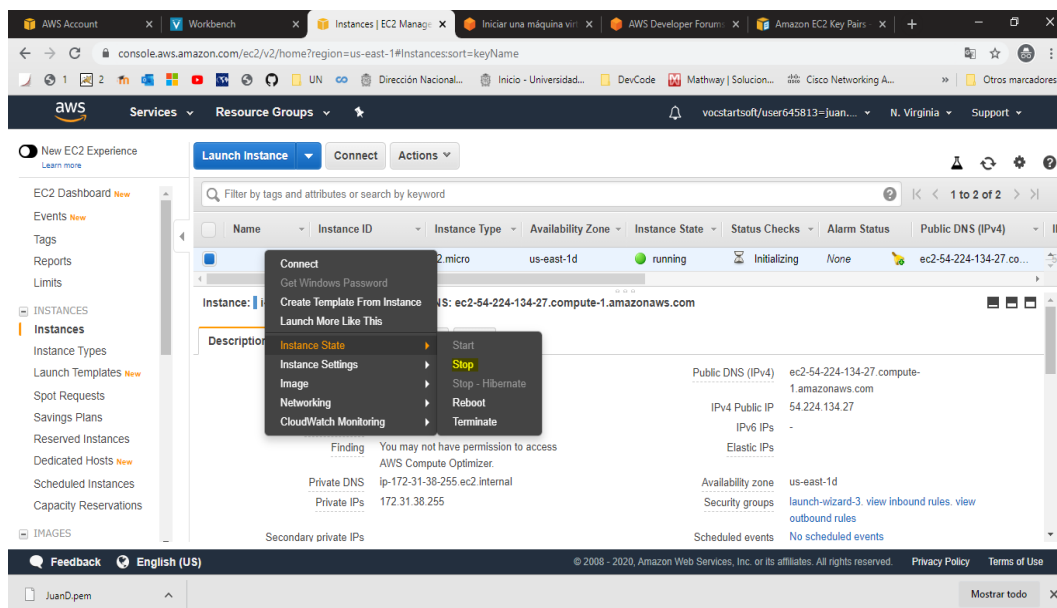 AWS Account
Workbench
Instances | EC2 Manage
Iniciar una máquina virt
AWS Developer Forums
Amazon EC2 Key Pairs -
console.aws.amazon.com/ec2/v2/home?region=us-east-1#Instances:sort=keyName
1
2
UN
Dirección Nacional...
Inicio - Universidad...
DevCode
Mathway | Solucion...
Cisco Networking A...
»
Otros marcadores
aws
Services
Resource Groups
vocstartsoft/user645813=juan....
N. Virginia
Support
New EC2 Experience
Learn more
Launch Instance
Connect
Actions
EC2 Dashboard New
Events New
Tags
Reports
Limits
INSTANCES
Instances
Instance Types
Launch Templates New
Spot Requests
Savings Plans
Reserved Instances
Dedicated Hosts New
Scheduled Instances
Capacity Reservations
IMAGES
Filter by tags and attributes or search by keyword
1 to 2 of 2
Name
Instance ID
Instance Type
Availability Zone
Instance State
Status Checks
Alarm Status
Public DNS (IPv4)
2.micro
us-east-1d
running
Initializing
None
ec2-54-224-134-27.co...
Instance:
NS: ec2-54-224-134-27.compute-1.amazonaws.com
Description
Connect
Get Windows Password
Create Template From Instance
Launch More Like This
Instance State
Instance Settings
Image
Networking
CloudWatch Monitoring
Start
Stop
Stop - Hibernate
Reboot
Terminate
Public DNS (IPv4)
ec2-54-224-134-27.compute-
1.amazonaws.com
IPv4 Public IP
54.224.134.27
IPv6 IPs
-
Finding
You may not have permission to access
AWS Compute Optimizer.
Elastic IPs
Private DNS
ip-172-31-38-255.ec2.internal
Availability zone
us-east-1d
Private IPs
172.31.38.255
Security groups
launch-wizard-3. view inbound rules. view
outbound rules
Secondary private IPs
Scheduled events
No scheduled events
Feedback
English (US)
© 2008 - 2020, Amazon Web Services, Inc. or its affiliates. All rights reserved.
Privacy Policy
Terms of Use
JuanD.pem
Mostrar todo